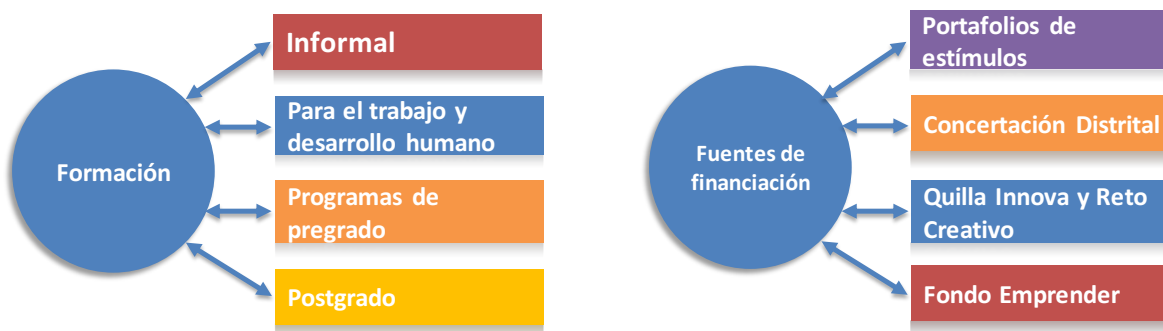 Formación
Informal
Para el trabajo y
desarrollo humano
Programas de
pregrado
Postgrado
Fuentes de
financiación
Portafolios de
estímulos
Concertación Distrital
Quilla Innova y Reto
Creativo
Fondo Emprender